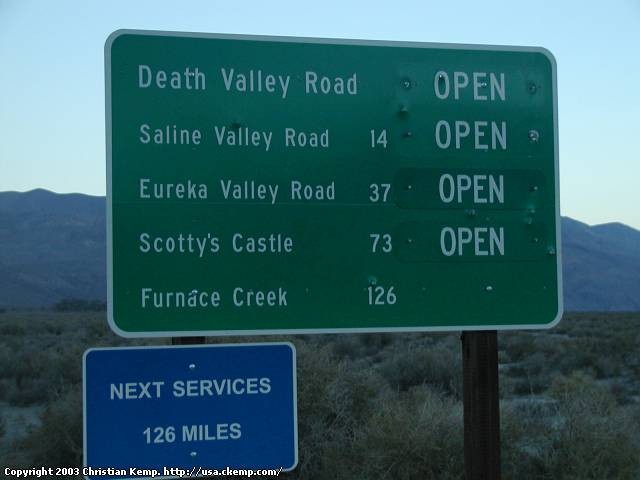 Death Valley Road OPEN
Saline Valley Road 14 OPEN
Eureka Valley Road 37 OPEN
Scotty's Castle 73 OPEN
Furnace Creek 126
NEXT SERVICES
126 MILES
Copyright 2003 Christian Kemp. http://usa.ckemp.com/